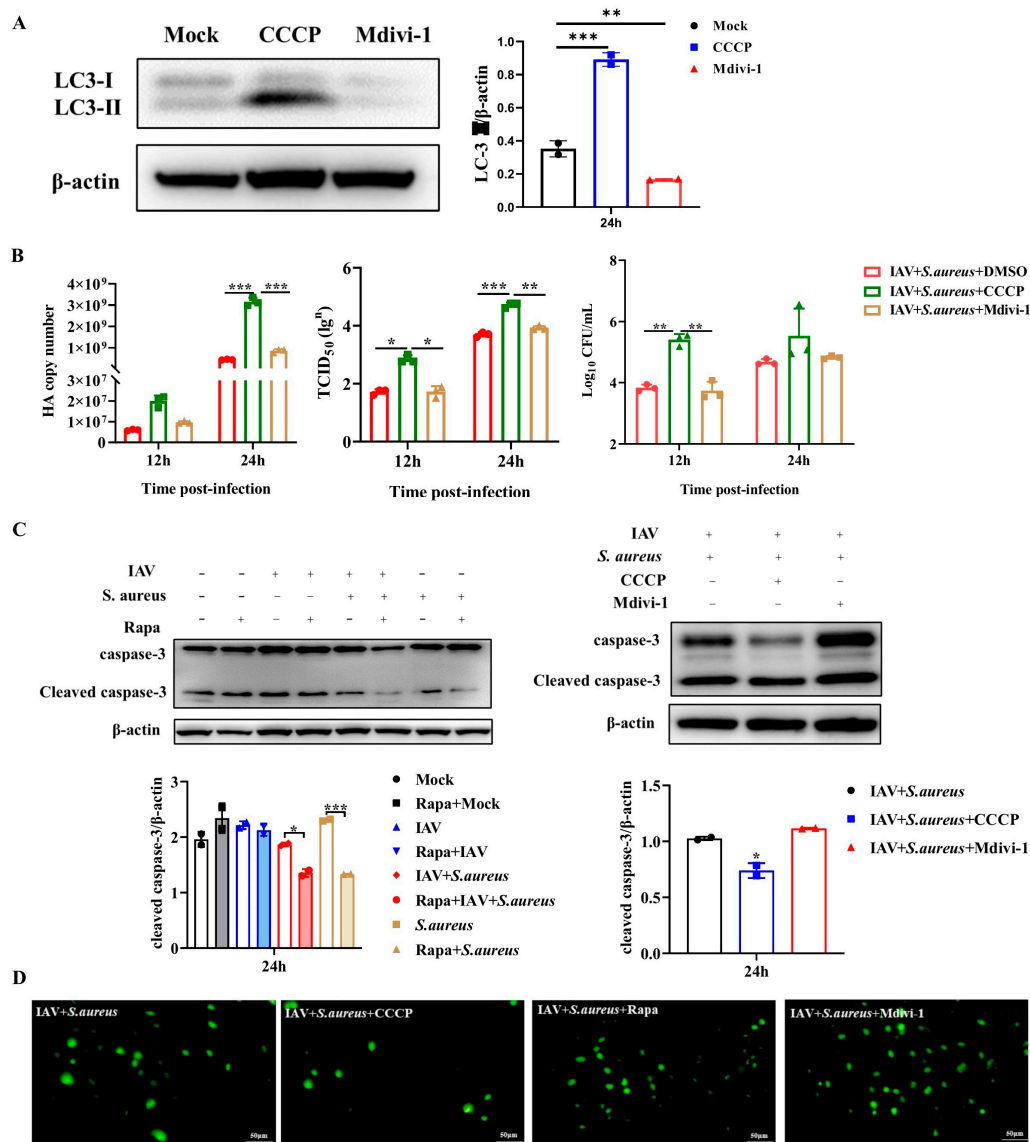 A
Mock CCCP Mdivi-1
LC3-I
LC3-II
β-actin
LC-3 /β-actin
1.0
0.8
0.6
0.4
0.2
0.0
**
***
24h
Mock
CCCP
Mdivi-1
B
HA copy number
4×10⁹
3×10⁹
2×10⁹
1×10⁹
3×10⁷
2×10⁷
1×10⁷
0
*** ***
12h 24h
Time post-infection
TCID₅₀ (lgⁿ)
6
4
2
0
* *
*** **
12h 24h
Time post-infection
Log₁₀ CFU/mL
8
6
4
2
** **
12h 24h
Time post-infection
IAV+S.aureus+DMSO
IAV+S.aureus+CCCP
IAV+S.aureus+Mdivi-1
C
IAV − − + + + + − −
S. aureus − − − − + + + +
Rapa − + − + − + − +
caspase-3
Cleaved caspase-3
β-actin
IAV + + +
S. aureus + + +
CCCP − + −
Mdivi-1 − − +
caspase-3
Cleaved caspase-3
β-actin
cleaved caspase-3/β-actin
3
2
1
0
*
***
24h
Mock
Rapa+Mock
IAV
Rapa+IAV
IAV+S.aureus
Rapa+IAV+S.aureus
S.aureus
Rapa+S.aureus
cleaved caspase-3/β-actin
1.5
1.0
0.5
0.0
*
24h
IAV+S.aureus
IAV+S.aureus+CCCP
IAV+S.aureus+Mdivi-1
D
IAV+S.aureus
50μm
IAV+S.aureus+CCCP
50μm
IAV+S.aureus+Rapa
50μm
IAV+S.aureus+Mdivi-1
50μm